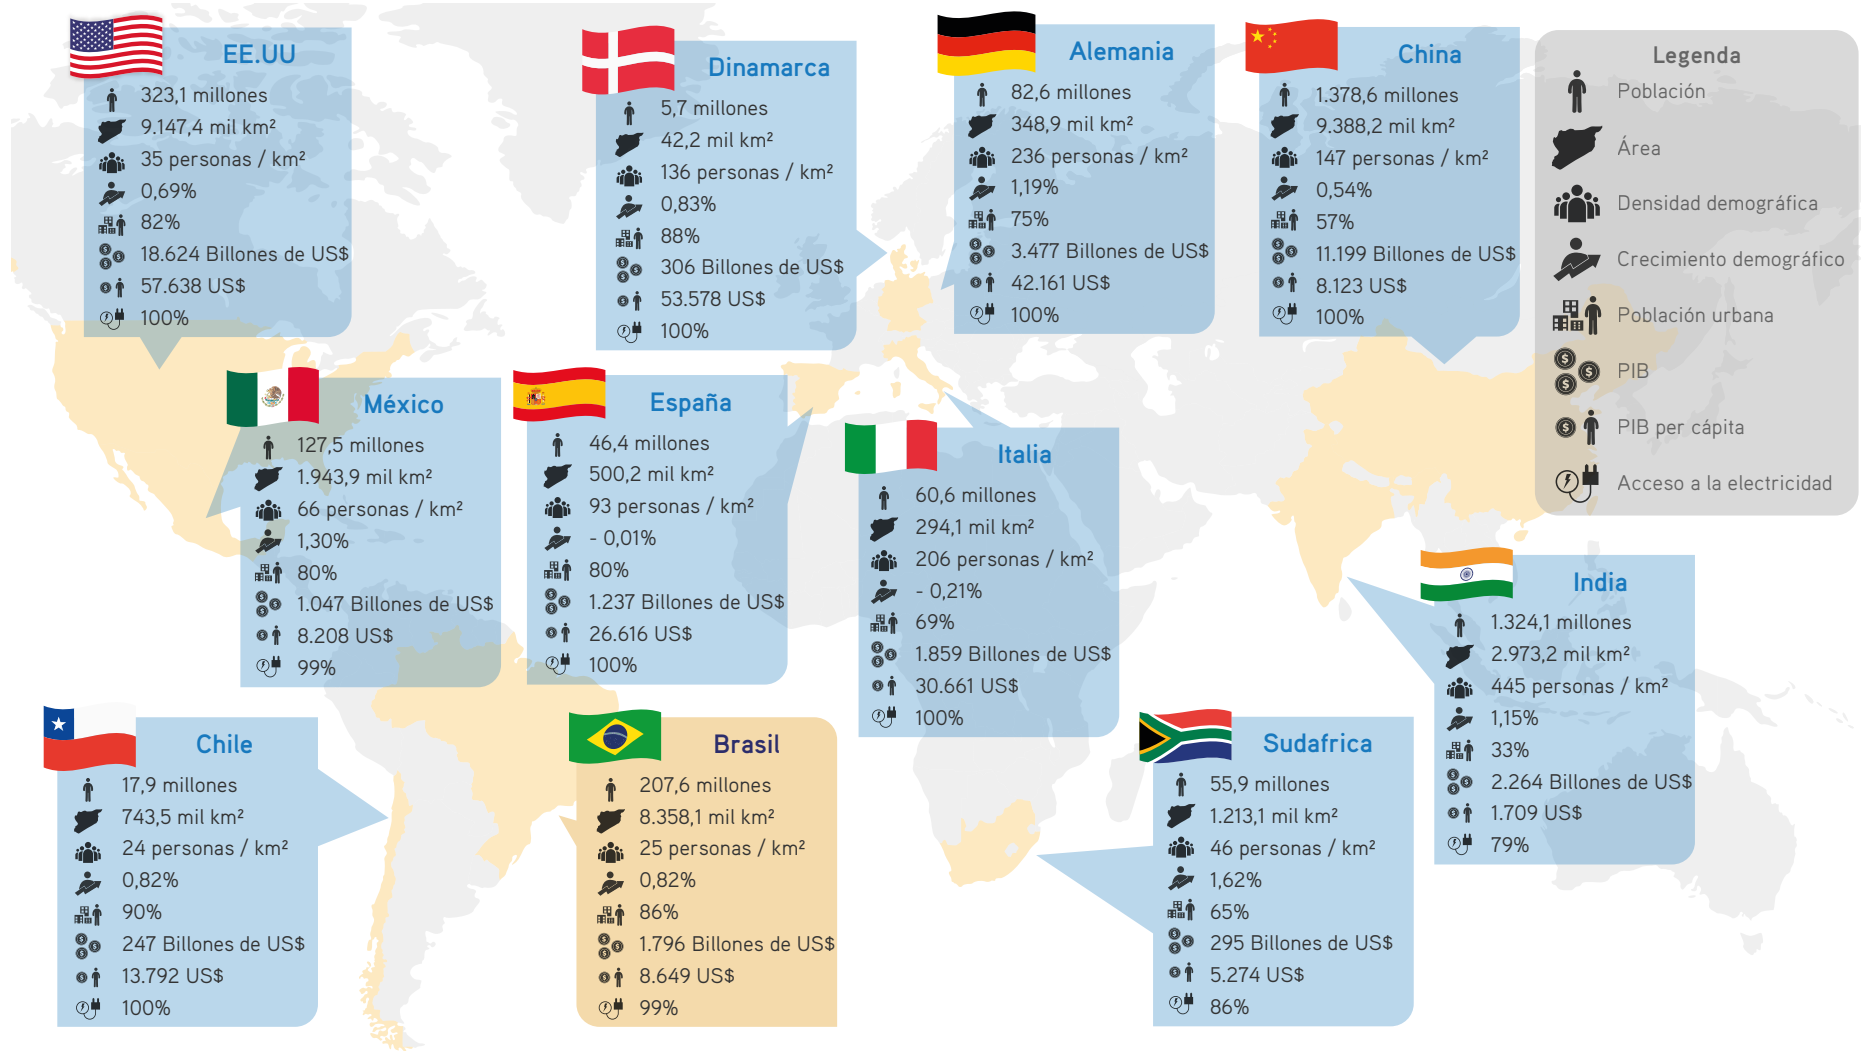 EE.UU
323,1 millones
9.147,4 mil km²
35 personas / km²
0,69%
82%
18.624 Billones de US$
57.638 US$
100%
Dinamarca
5,7 millones
42,2 mil km²
136 personas / km²
0,83%
88%
306 Billones de US$
53.578 US$
100%
Alemania
82,6 millones
348,9 mil km²
236 personas / km²
1,19%
75%
3.477 Billones de US$
42.161 US$
100%
China
1.378,6 millones
9.388,2 mil km²
147 personas / km²
0,54%
57%
11.199 Billones de US$
8.123 US$
100%
Legenda
Población
Área
Densidad demográfica
Crecimiento demográfico
Población urbana
PIB
PIB per cápita
Acceso a la electricidad
México
127,5 millones
1.943,9 mil km²
66 personas / km²
1,30%
80%
1.047 Billones de US$
8.208 US$
99%
España
46,4 millones
500,2 mil km²
93 personas / km²
- 0,01%
80%
1.237 Billones de US$
26.616 US$
100%
Italia
60,6 millones
294,1 mil km²
206 personas / km²
- 0,21%
69%
1.859 Billones de US$
30.661 US$
100%
India
1.324,1 millones
2.973,2 mil km²
445 personas / km²
1,15%
33%
2.264 Billones de US$
1.709 US$
79%
Chile
17,9 millones
743,5 mil km²
24 personas / km²
0,82%
90%
247 Billones de US$
13.792 US$
100%
Brasil
207,6 millones
8.358,1 mil km²
25 personas / km²
0,82%
86%
1.796 Billones de US$
8.649 US$
99%
Sudafrica
55,9 millones
1.213,1 mil km²
46 personas / km²
1,62%
65%
295 Billones de US$
5.274 US$
86%